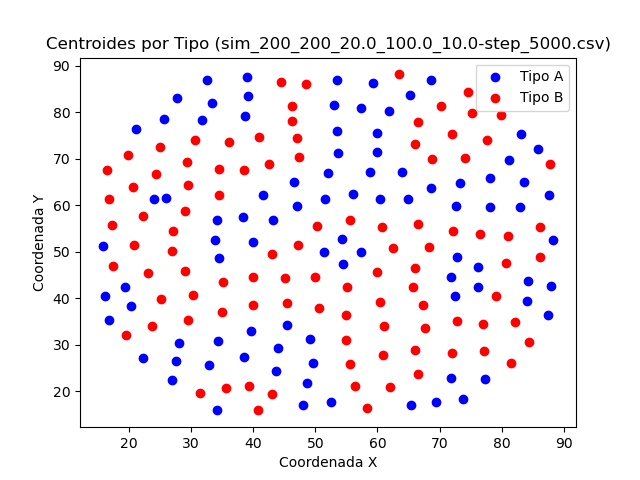 Centroides por Tipo (sim_200_200_20.0_100.0_10.0-step_5000.csv)
Tipo A
Tipo B
90
80
70
60
50
40
30
20
Coordenada Y
20 30 40 50 60 70 80 90
Coordenada X